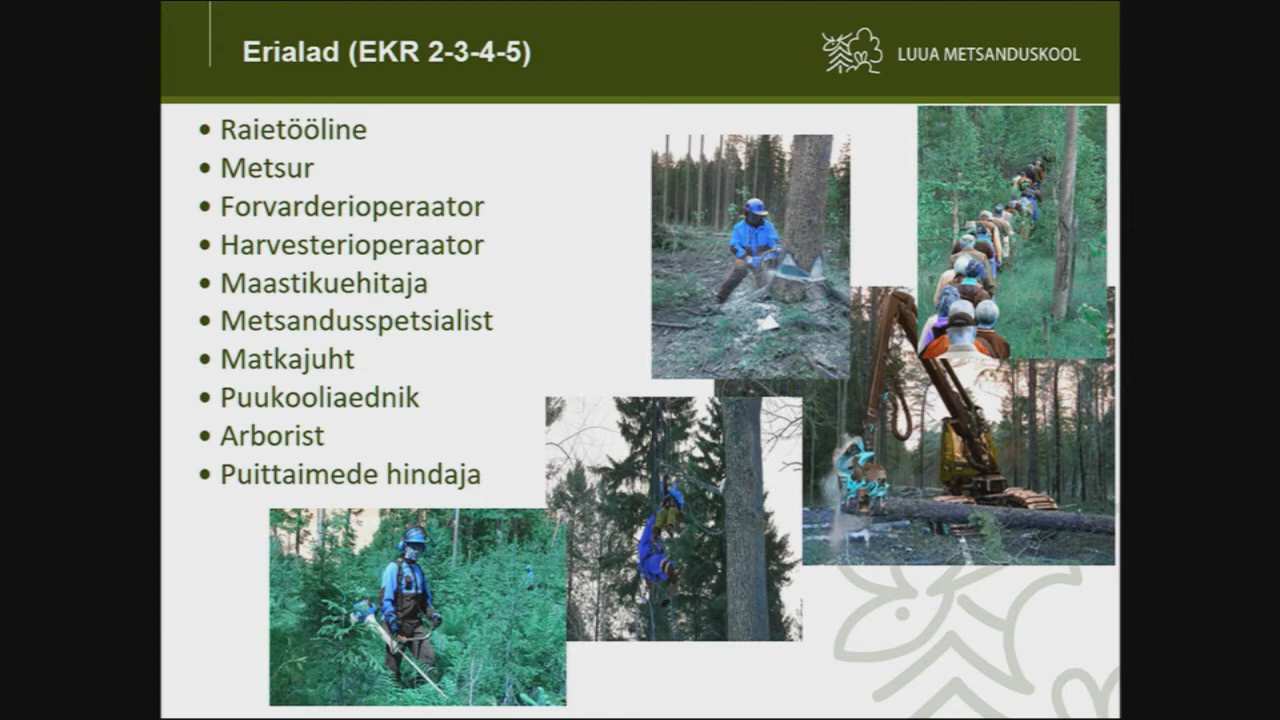 Erialad (EKR 2-3-4-5)
LUUA METSANDUSKOOL
• Raietööline
• Metsur
• Forvarderioperaator
• Harvesterioperaator
• Maastikuehitaja
• Metsandusspetsialist
• Matkajuht
• Puukooliaednik
• Arborist
• Puittaimede hindaja